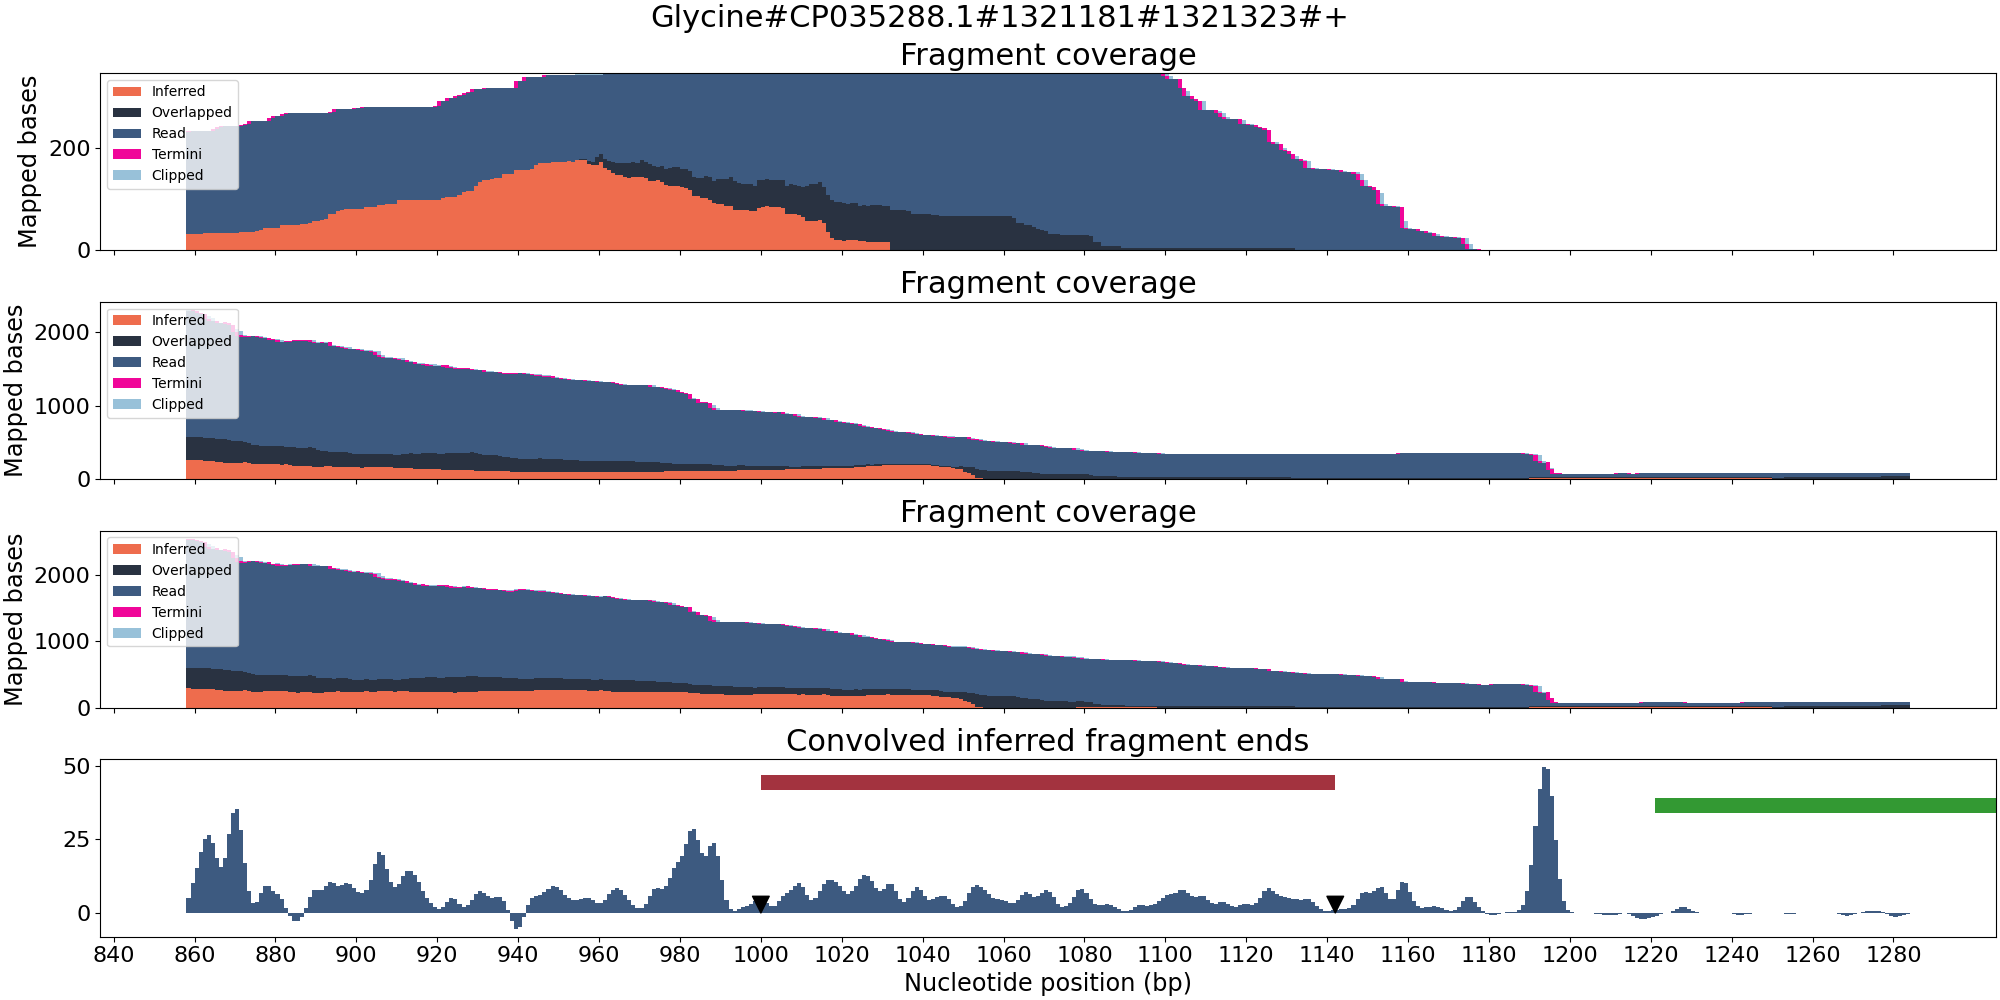 Glycine#CP035288.1#1321181#1321323#+
Fragment coverage
Mapped bases
200
0
Inferred
Overlapped
Read
Termini
Clipped
Fragment coverage
Mapped bases
2000
1000
0
Inferred
Overlapped
Read
Termini
Clipped
Fragment coverage
Mapped bases
2000
1000
0
Inferred
Overlapped
Read
Termini
Clipped
Convolved inferred fragment ends
50
25
0
840 860 880 900 920 940 960 980 1000 1020 1040 1060 1080 1100 1120 1140 1160 1180 1200 1220 1240 1260 1280
Nucleotide position (bp)